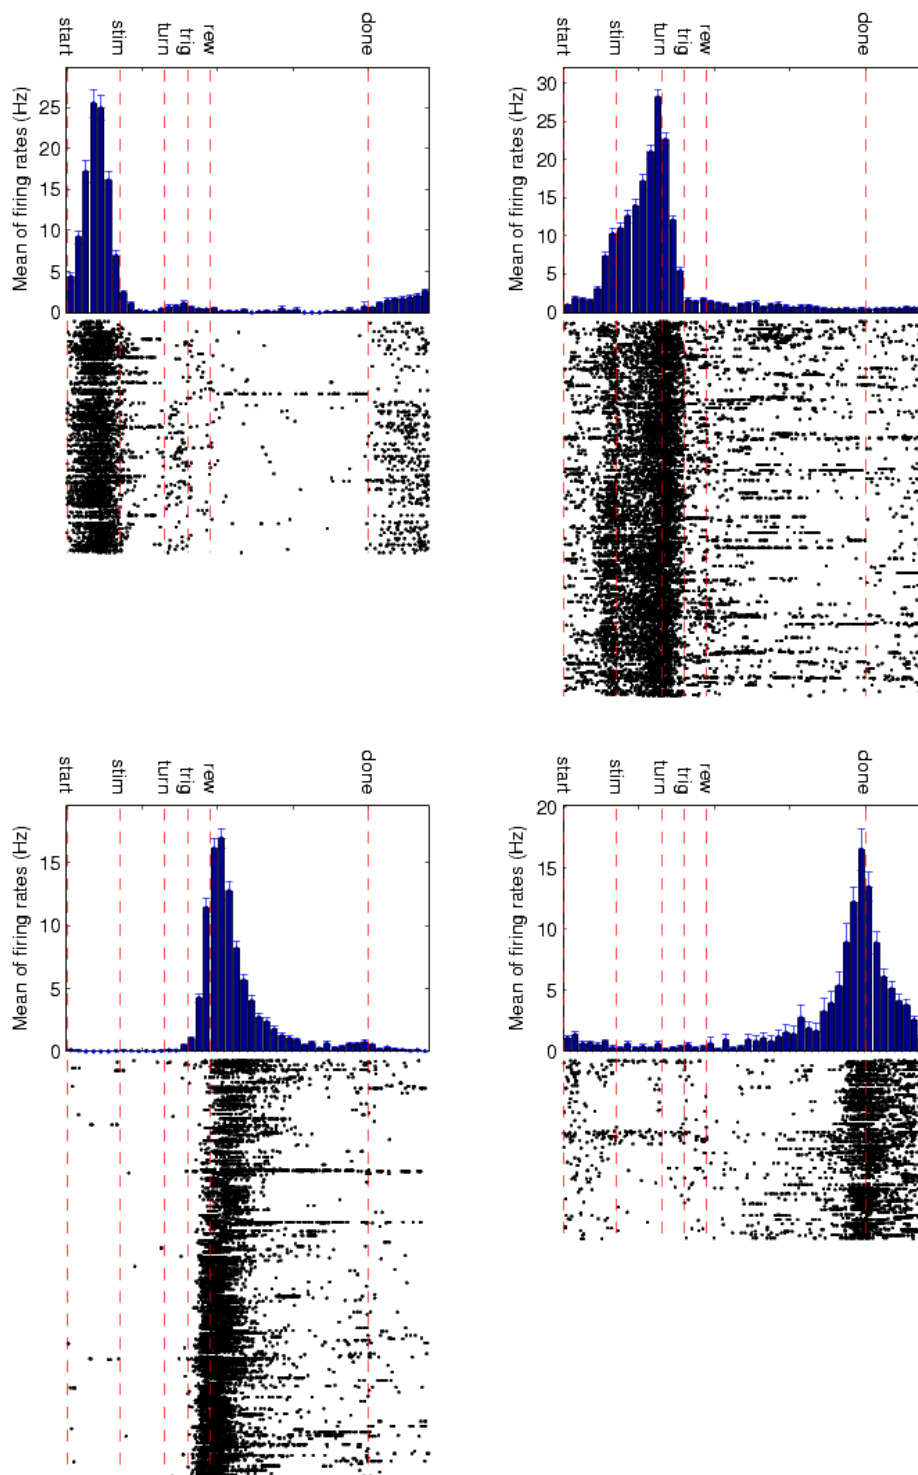 start stim turn trig rew done
Mean of firing rates (Hz)
25
20
15
10
5
0
start stim turn trig rew done
Mean of firing rates (Hz)
30
25
20
15
10
5
0
start stim turn trig rew done
Mean of firing rates (Hz)
15
10
5
0
start stim turn trig rew done
Mean of firing rates (Hz)
20
15
10
5
0